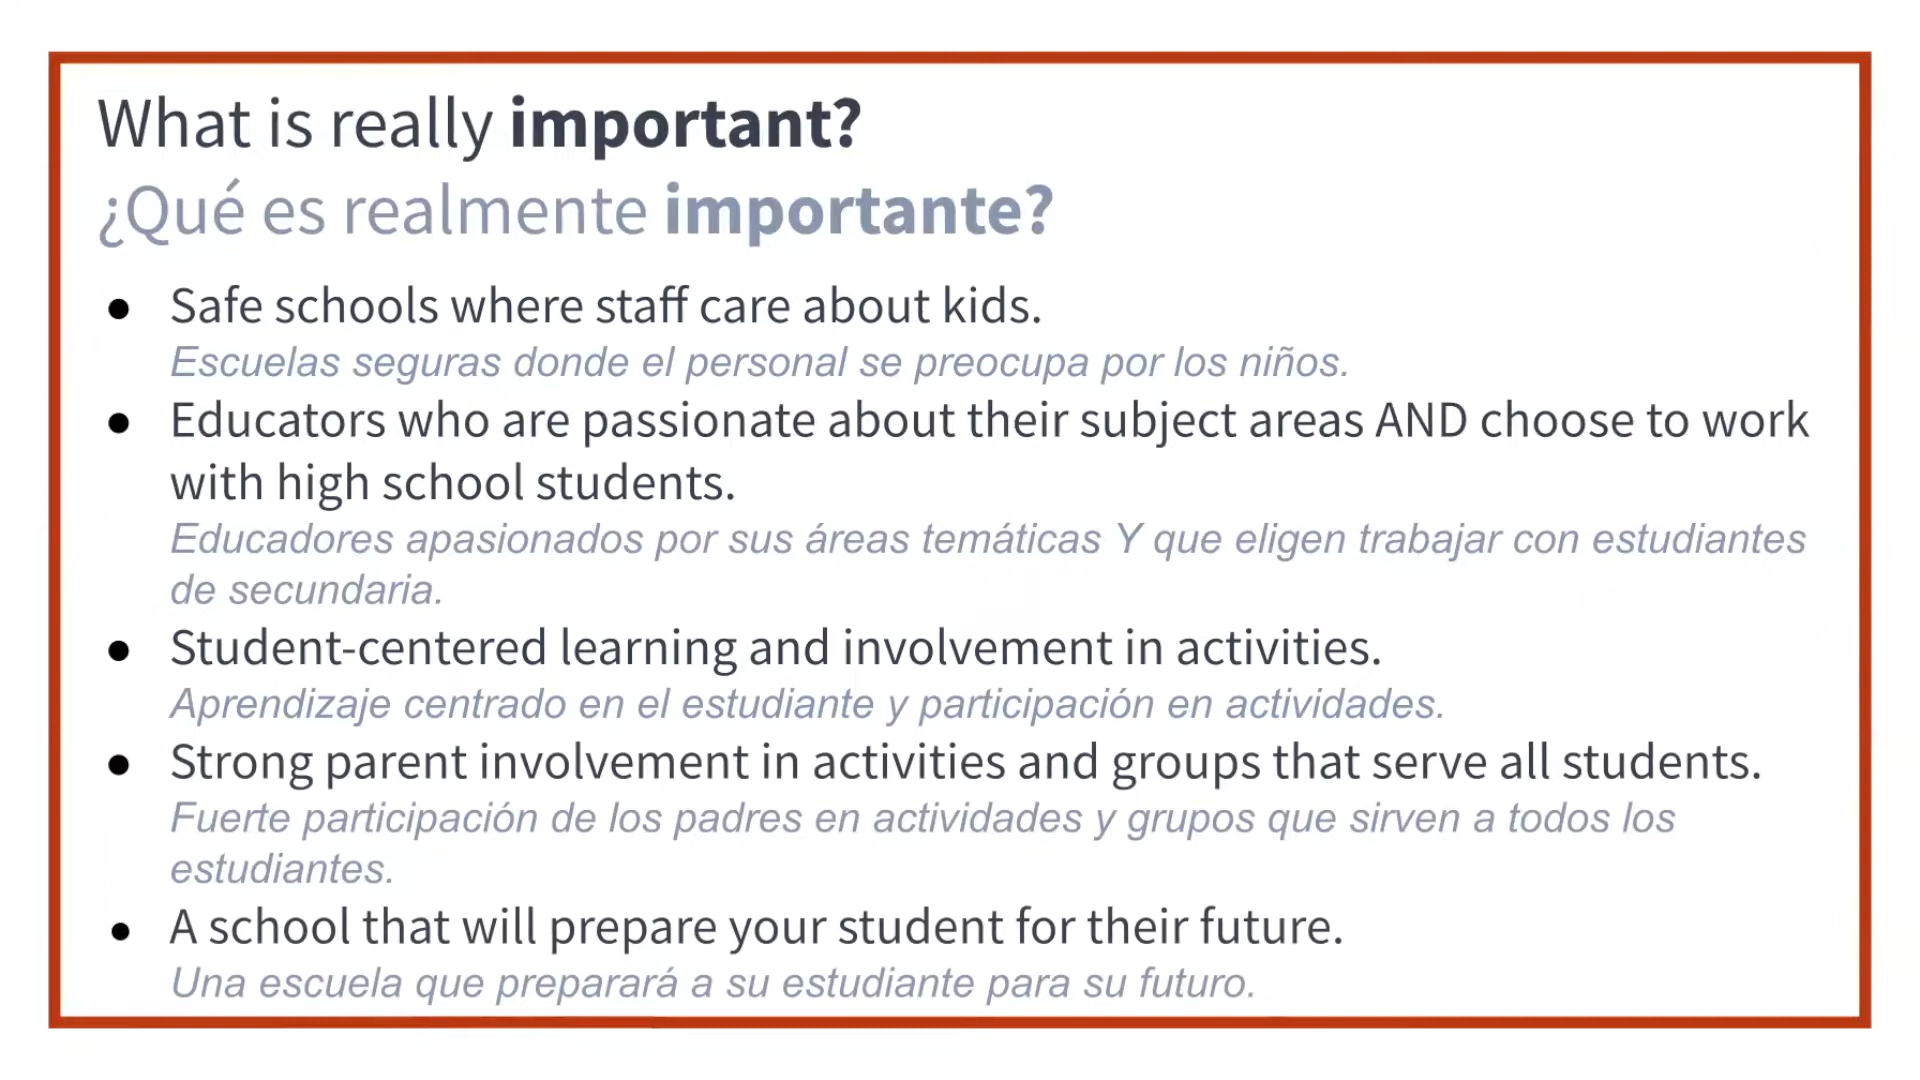 What is really important?
¿Qué es realmente importante?
● Safe schools where staff care about kids.
Escuelas seguras donde el personal se preocupa por los niños.
● Educators who are passionate about their subject areas AND choose to work
with high school students.
Educadores apasionados por sus áreas temáticas Y que eligen trabajar con estudiantes
de secundaria.
● Student-centered learning and involvement in activities.
Aprendizaje centrado en el estudiante y participación en actividades.
● Strong parent involvement in activities and groups that serve all students.
Fuerte participación de los padres en actividades y grupos que sirven a todos los
estudiantes.
● A school that will prepare your student for their future.
Una escuela que preparará a su estudiante para su futuro.